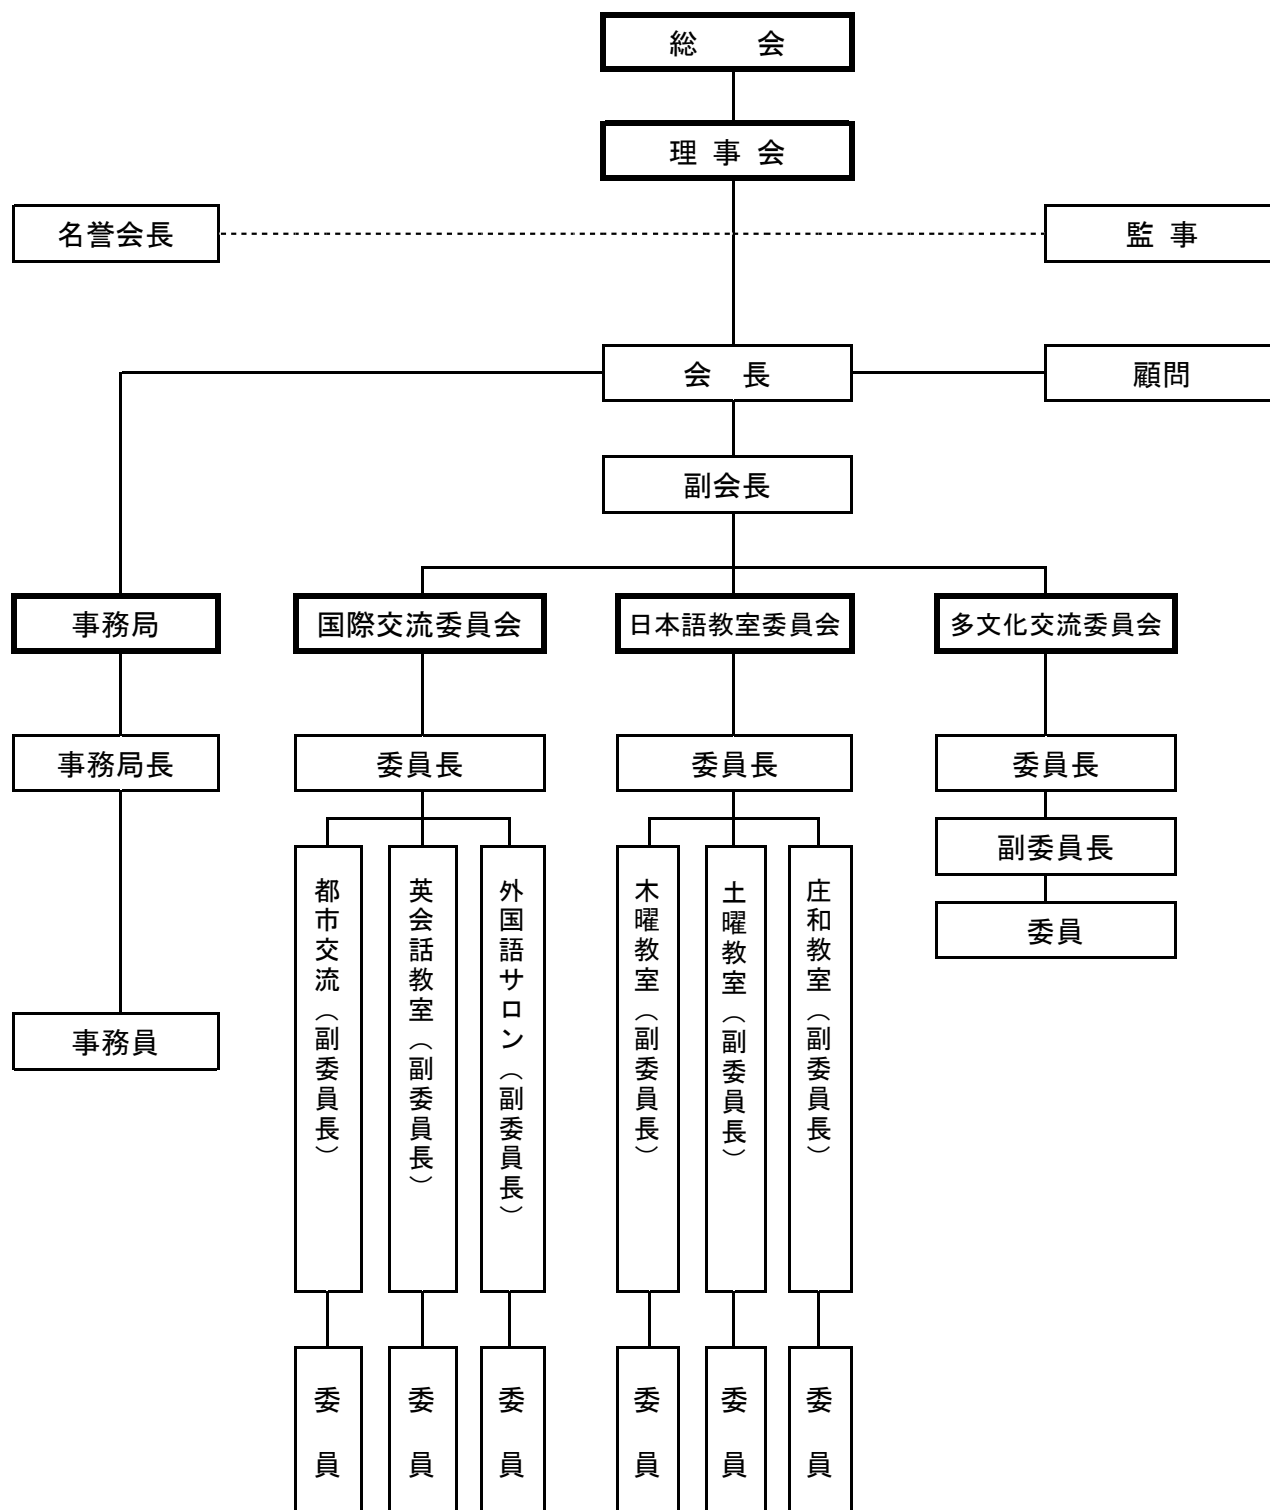 総　会
理事会
名誉会長
監事
会長
顧問
副会長
事務局
国際交流委員会
日本語教室委員会
多文化交流委員会
事務局長
委員長
委員長
委員長
副委員長
委員
都市交流（副委員長）
英会話教室（副委員長）
外国語サロン（副委員長）
木曜教室（副委員長）
土曜教室（副委員長）
庄和教室（副委員長）
事務員
委員
委員
委員
委員
委員
委員